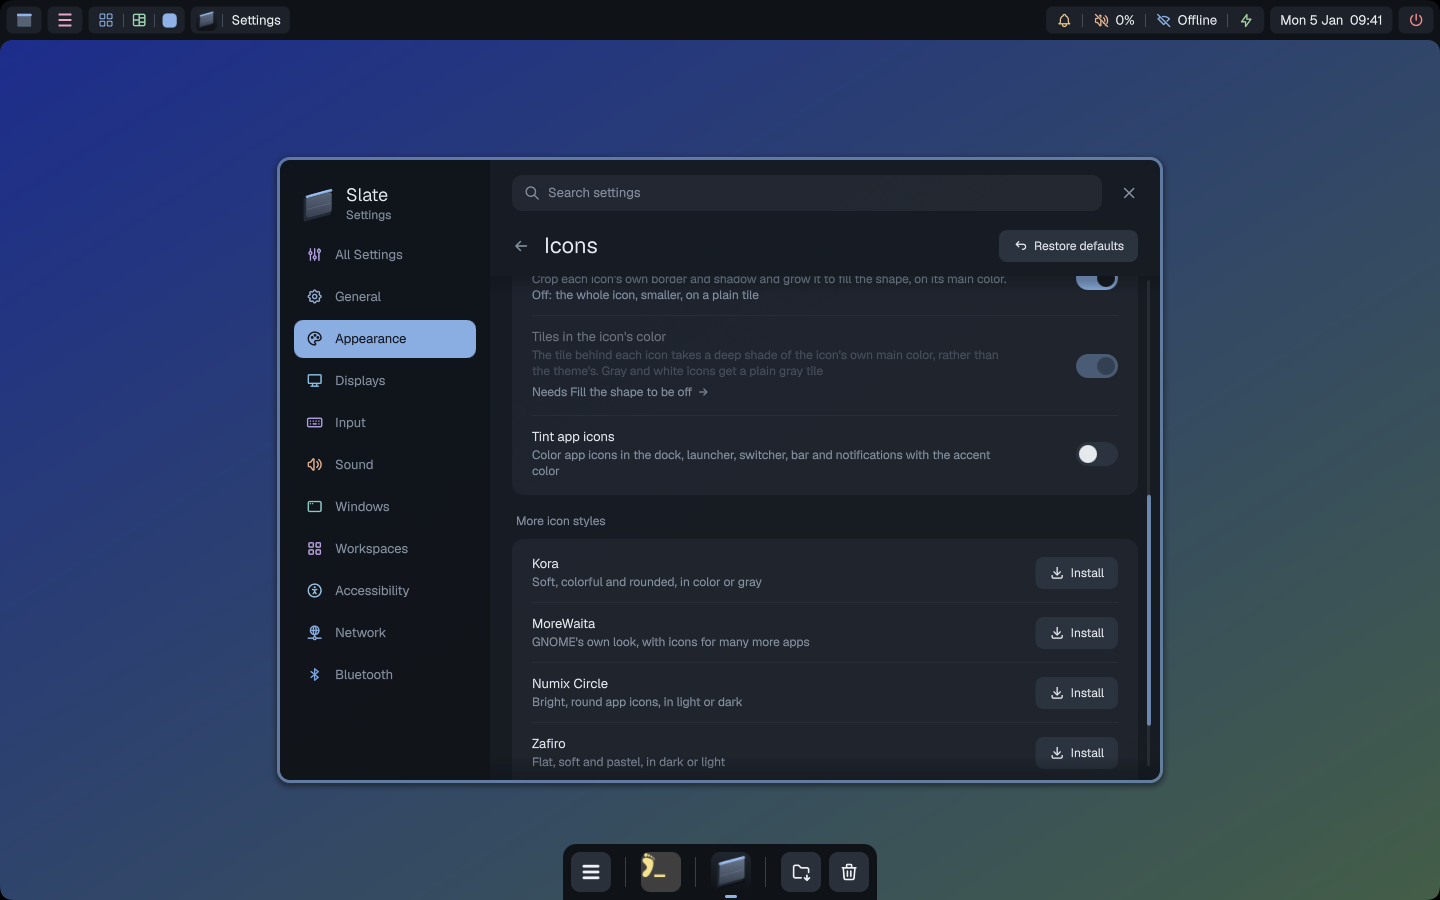 Settings
0%
Offline
Mon 5 Jan 09:41
Slate
Settings
Search settings
Icons
Restore defaults
All Settings
General
Appearance
Displays
Input
Sound
Windows
Workspaces
Accessibility
Network
Bluetooth
Crop each icon's own border and shadow and grow it to fill the shape, on its main color.
Off: the whole icon, smaller, on a plain tile
Tiles in the icon's color
The tile behind each icon takes a deep shade of the icon's own main color, rather than
the theme's. Gray and white icons get a plain gray tile
Needs Fill the shape to be off →
Tint app icons
Color app icons in the dock, launcher, switcher, bar and notifications with the accent
color
More icon styles
Kora
Soft, colorful and rounded, in color or gray
Install
MoreWaita
GNOME's own look, with icons for many more apps
Install
Numix Circle
Bright, round app icons, in light or dark
Install
Zafiro
Flat, soft and pastel, in dark or light
Install